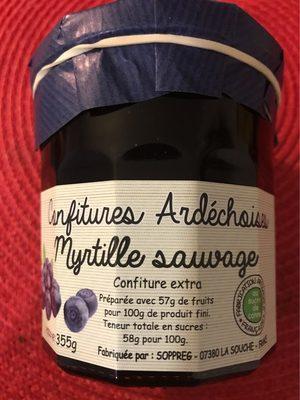 Confitures Ardéchoises
Myrtille sauvage
Confiture extra
Préparée avec 57g de fruits
pour 100g de produit fini.
Teneur totale en sucres :
58g pour 100g.
355g
Fabriquée par : SOPPREG - 07380 LA SOUCHE -